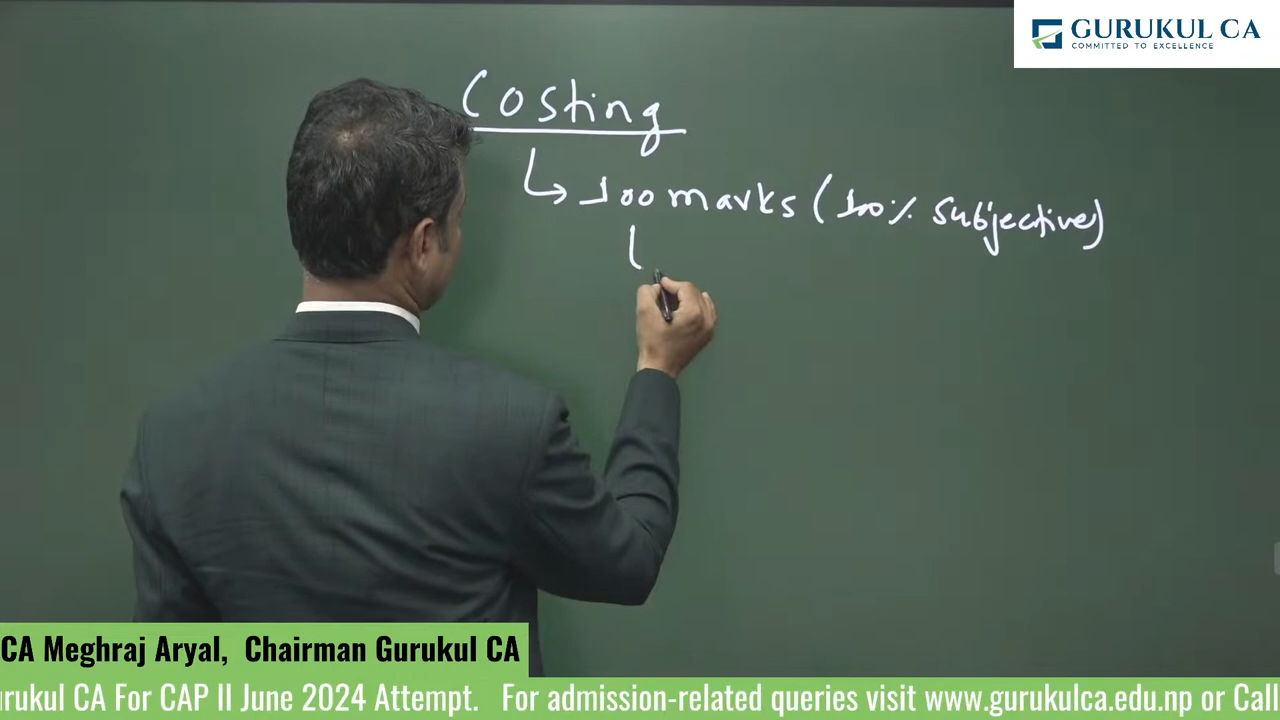 GURUKUL CA
COMMITTED TO EXCELLENCE
Costing
↳ 100 marks (100% subjective)
CA Meghraj Aryal, Chairman Gurukul CA
urukul CA For CAP II June 2024 Attempt. For admission-related queries visit www.gurukulca.edu.np or Call